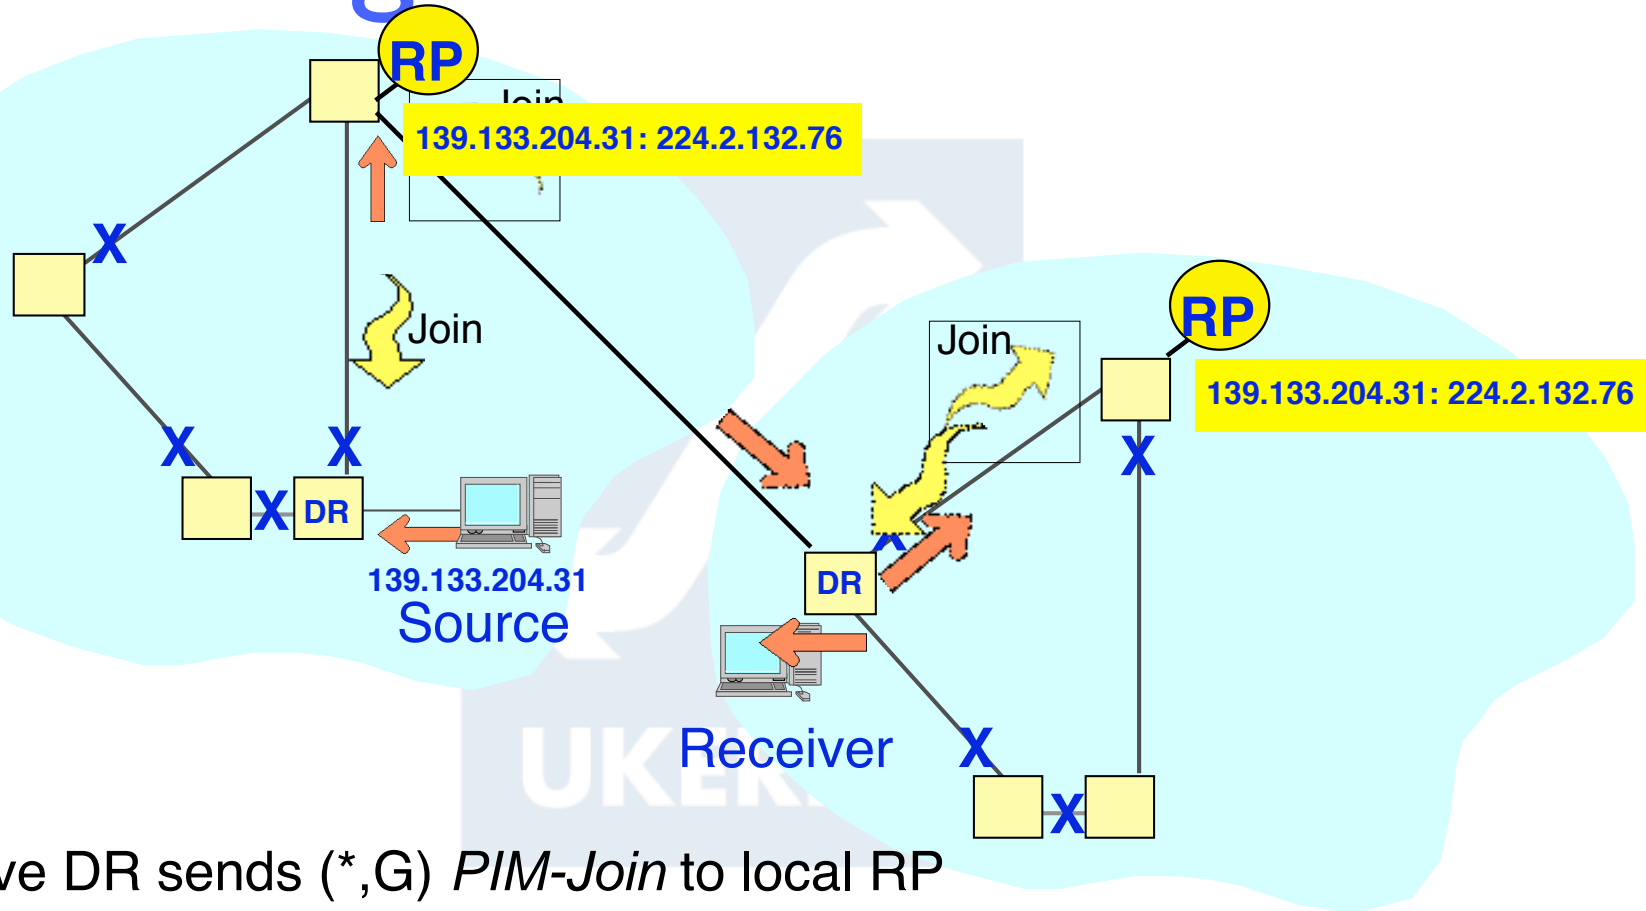 RP
Join
139.133.204.31: 224.2.132.76
X
Join
RP
Join
139.133.204.31: 224.2.132.76
X
X
X
X
DR
X
139.133.204.31
Source
DR
Receiver
X
X
ve DR sends (*,G) PIM-Join to local RP